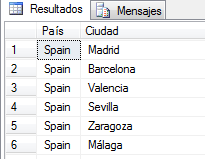 Resultados Mensajes
País Ciudad
1 Spain Madrid
2 Spain Barcelona
3 Spain Valencia
4 Spain Sevilla
5 Spain Zaragoza
6 Spain Málaga